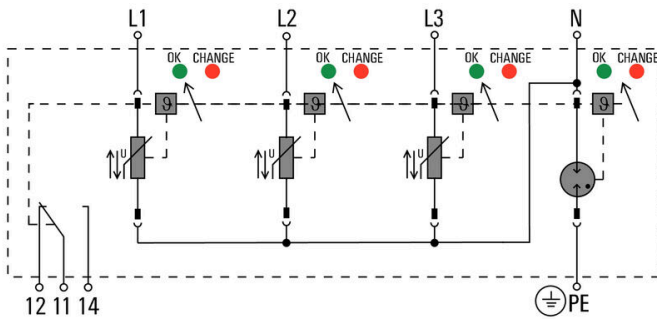 L1 L2 L3 N
OK CHANGE OK CHANGE OK CHANGE OK CHANGE
ϑ ϑ ϑ ϑ
U U U
12 11 14 PE